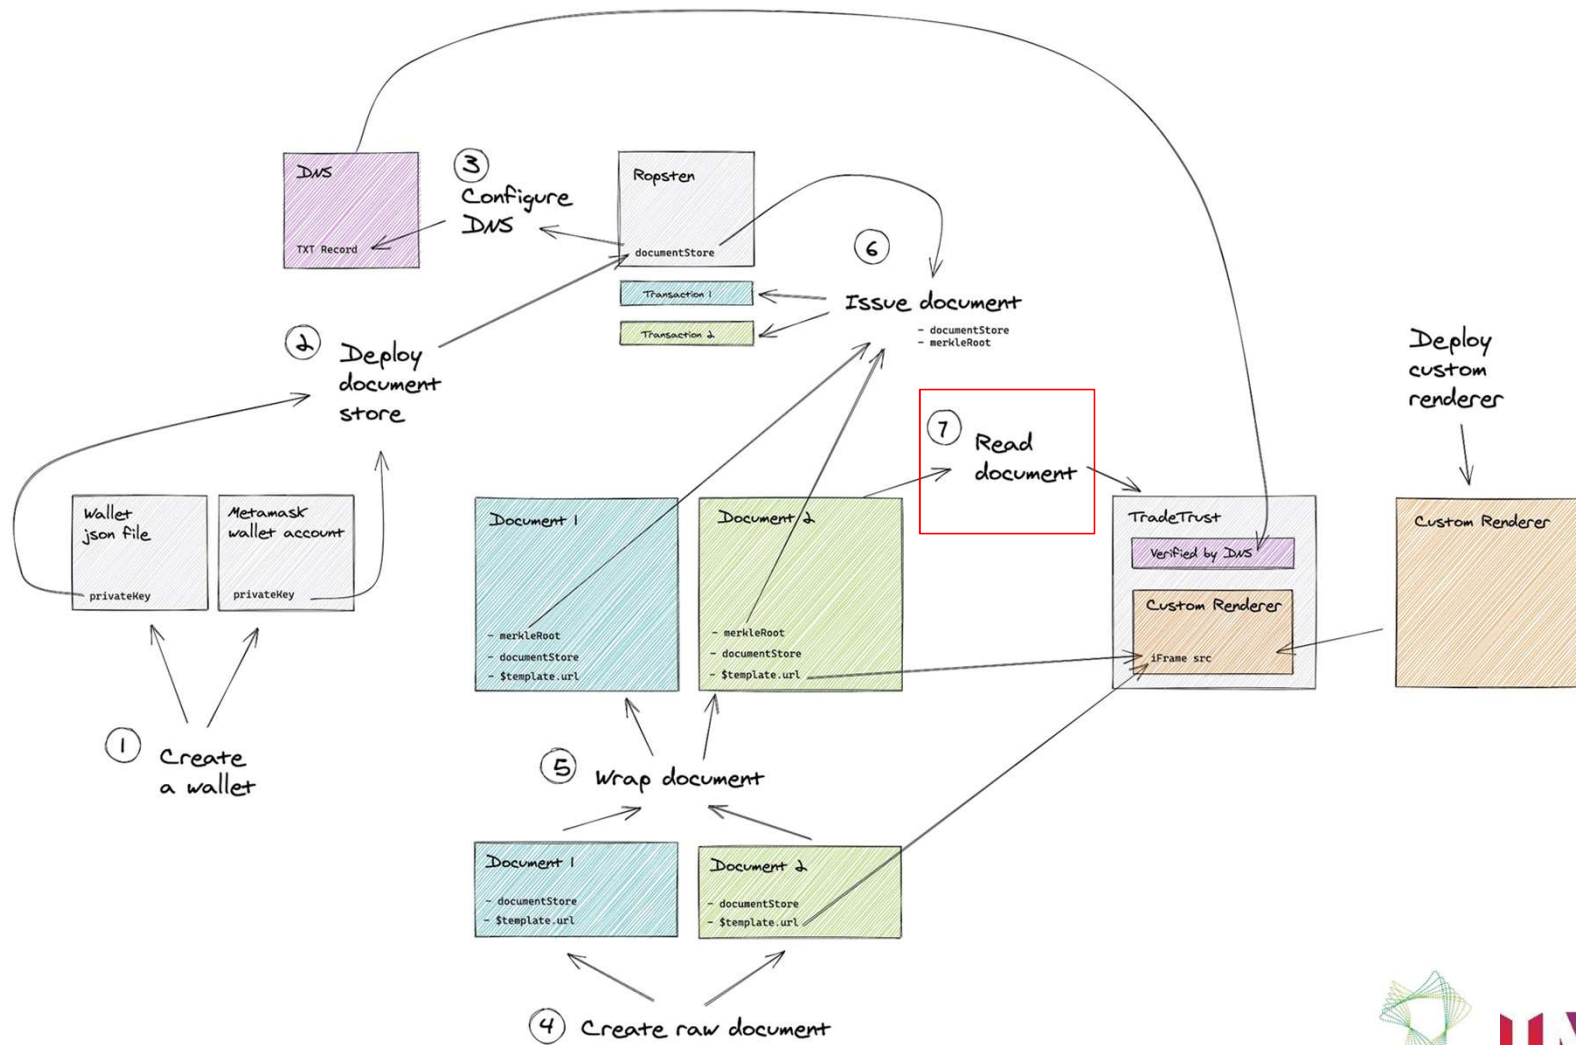 DNS
TXT Record
3
Configure
DNS
Ropsten
documentStore
Transaction 1
Transaction 2
6
Issue document
- documentStore
- merkleRoot
2
Deploy
document
store
Deploy
custom
renderer
7
Read
document
Wallet
json file
privateKey
Metamask
wallet account
privateKey
Document 1
- merkleRoot
- documentStore
- $template.url
Document 2
- merkleRoot
- documentStore
- $template.url
TradeTrust
Verified by DNS
Custom Renderer
iFrame src
Custom Renderer
1
Create
a wallet
5
Wrap document
Document 1
- documentStore
- $template.url
Document 2
- documentStore
- $template.url
4
Create raw document